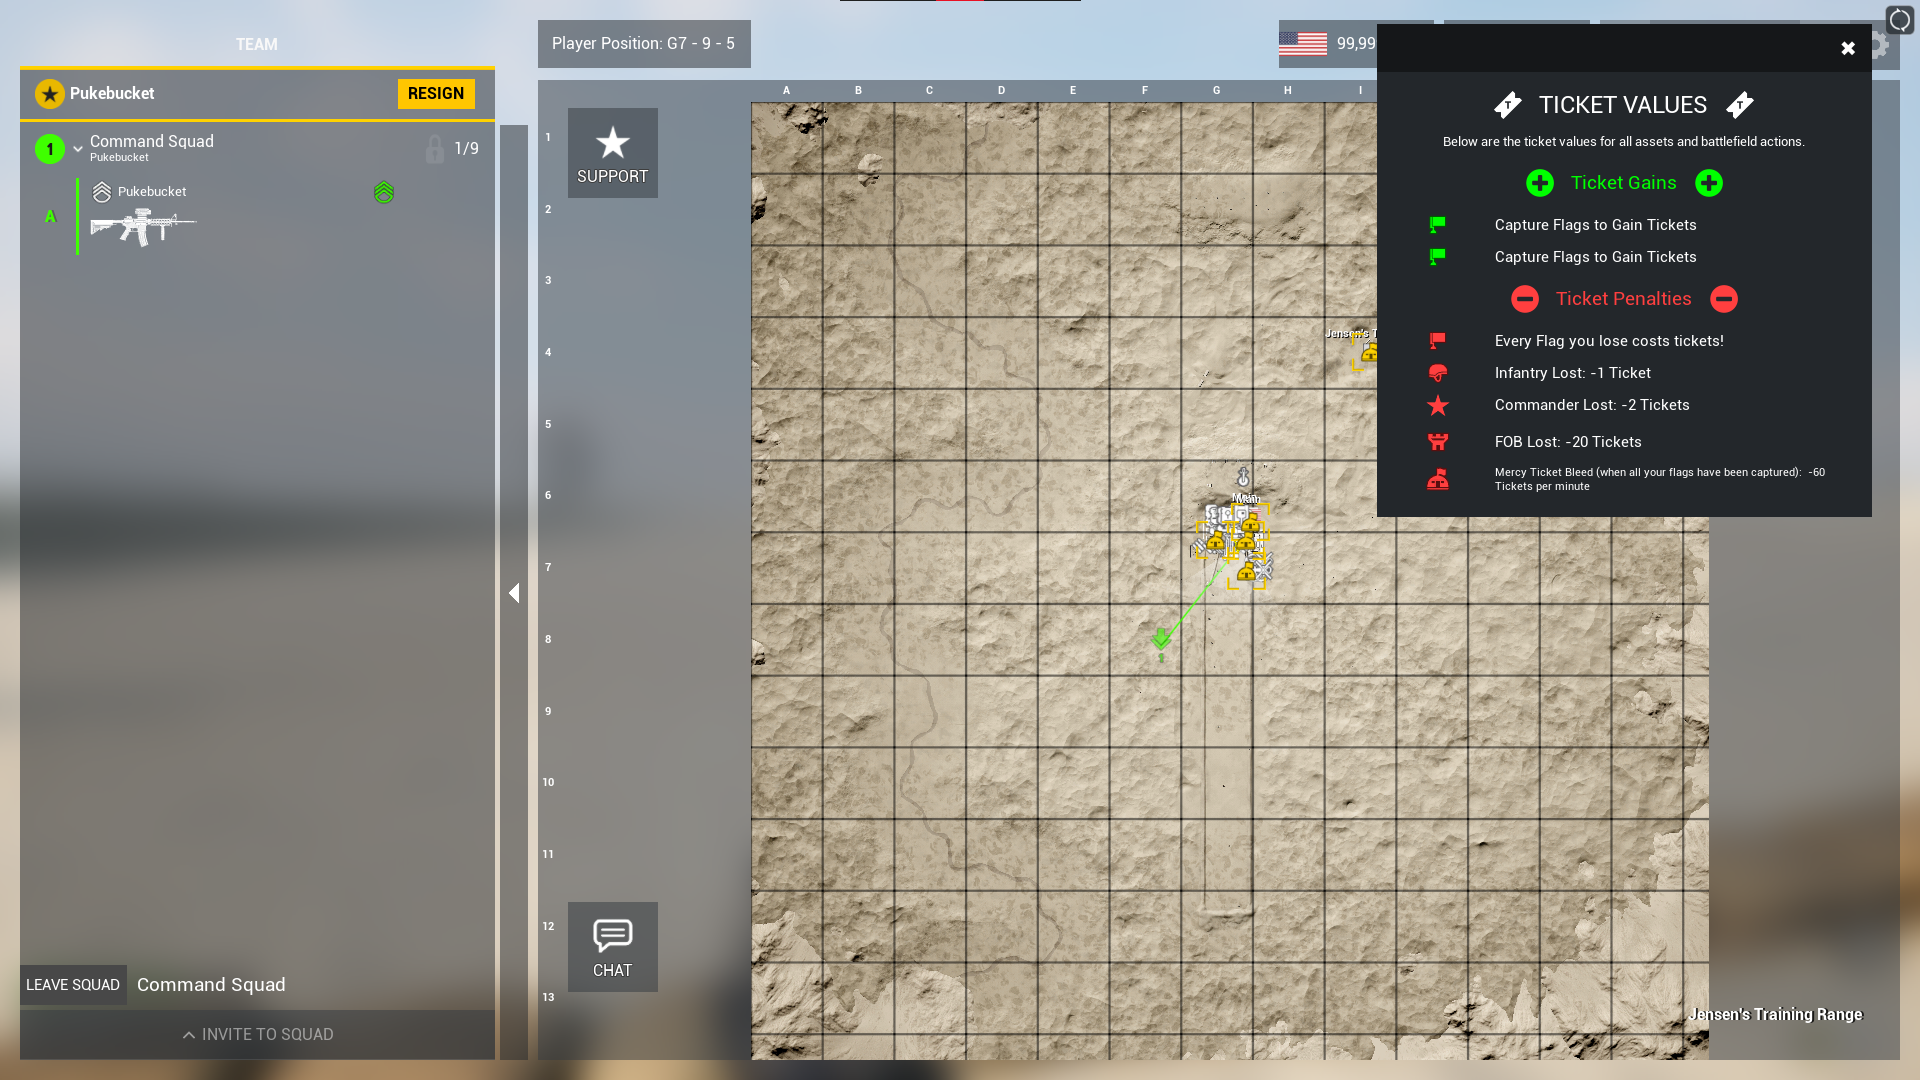 TEAM
Pukebucket
RESIGN
1
Command Squad
Pukebucket
1/9
A
Pukebucket
LEAVE SQUAD
Command Squad
INVITE TO SQUAD
Player Position: G7 - 9 - 5
99,99
A B C D E F G H I
1
2
3
4
5
6
7
8
9
10
11
12
13
SUPPORT
CHAT
Jensen's T
Main
Main
Jensen's Training Range
TICKET VALUES
Below are the ticket values for all assets and battlefield actions.
Ticket Gains
Capture Flags to Gain Tickets
Capture Flags to Gain Tickets
Ticket Penalties
Every Flag you lose costs tickets!
Infantry Lost: -1 Ticket
Commander Lost: -2 Tickets
FOB Lost: -20 Tickets
Mercy Ticket Bleed (when all your flags have been captured): -60
Tickets per minute